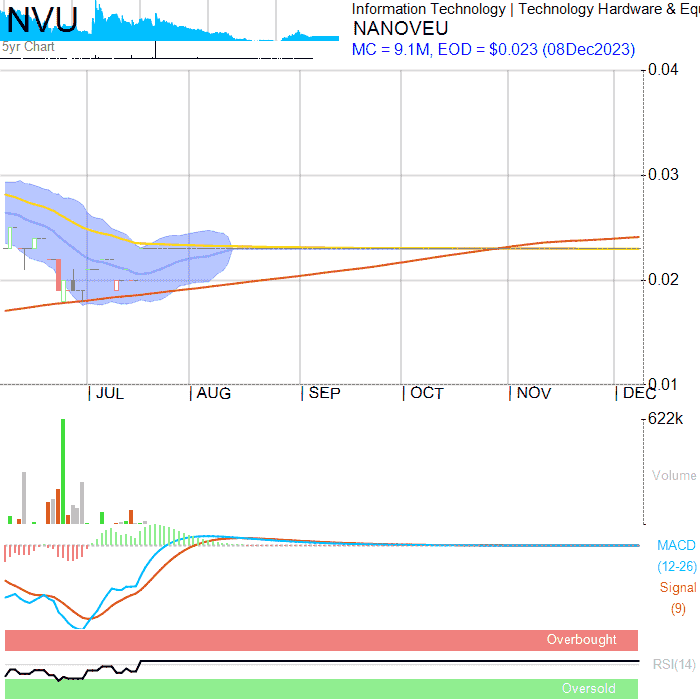 NVU
5yr Chart
Information Technology | Technology Hardware &
NANOVEU
MC = 9.1M, EOD = $0.023 (08Dec2023)
0.04
0.03
0.02
0.01
JUL
AUG
SEP
OCT
NOV
DEC
622k
Volume
MACD
(12-26)
Signal
(9)
Overbought
RSI(14)
Oversold